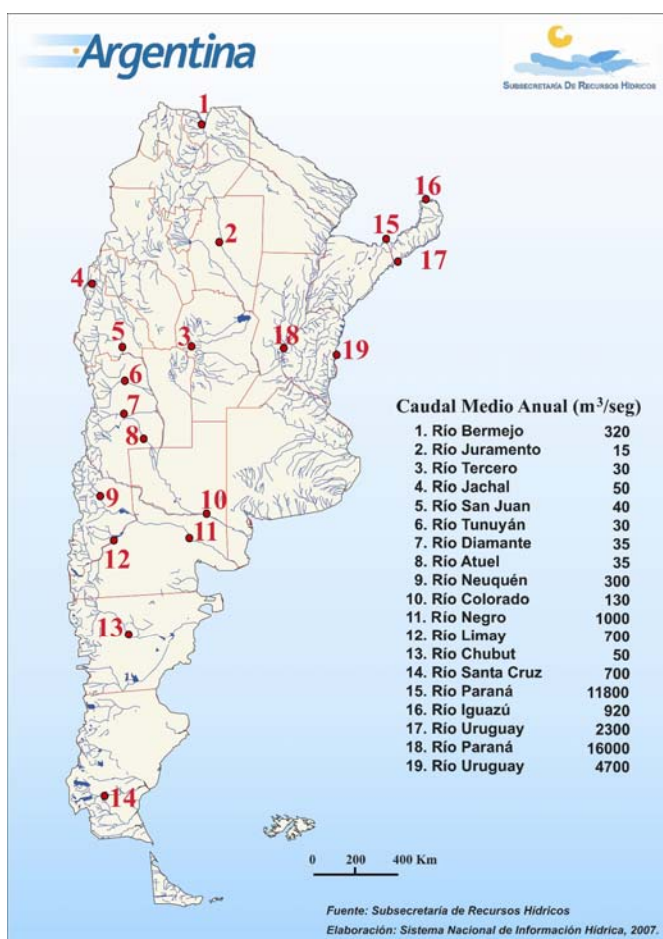 Argentina
SUBSECRETARÍA DE RECURSOS HÍDRICOS
1
16
15
2
17
4
5
3
18
19
6
7
8
9
10
11
12
13
14
Caudal Medio Anual (m³/seg)
1. Río Bermejo 320
2. Río Juramento 15
3. Río Tercero 30
4. Río Jachal 50
5. Río San Juan 40
6. Río Tunuyán 30
7. Río Diamante 35
8. Río Atuel 35
9. Río Neuquén 300
10. Río Colorado 130
11. Río Negro 1000
12. Río Limay 700
13. Río Chubut 50
14. Río Santa Cruz 700
15. Río Paraná 11800
16. Río Iguazú 920
17. Río Uruguay 2300
18. Río Paraná 16000
19. Río Uruguay 4700
0 200 400 Km
Fuente: Subsecretaría de Recursos Hídricos
Elaboración: Sistema Nacional de Información Hídrica, 2007.